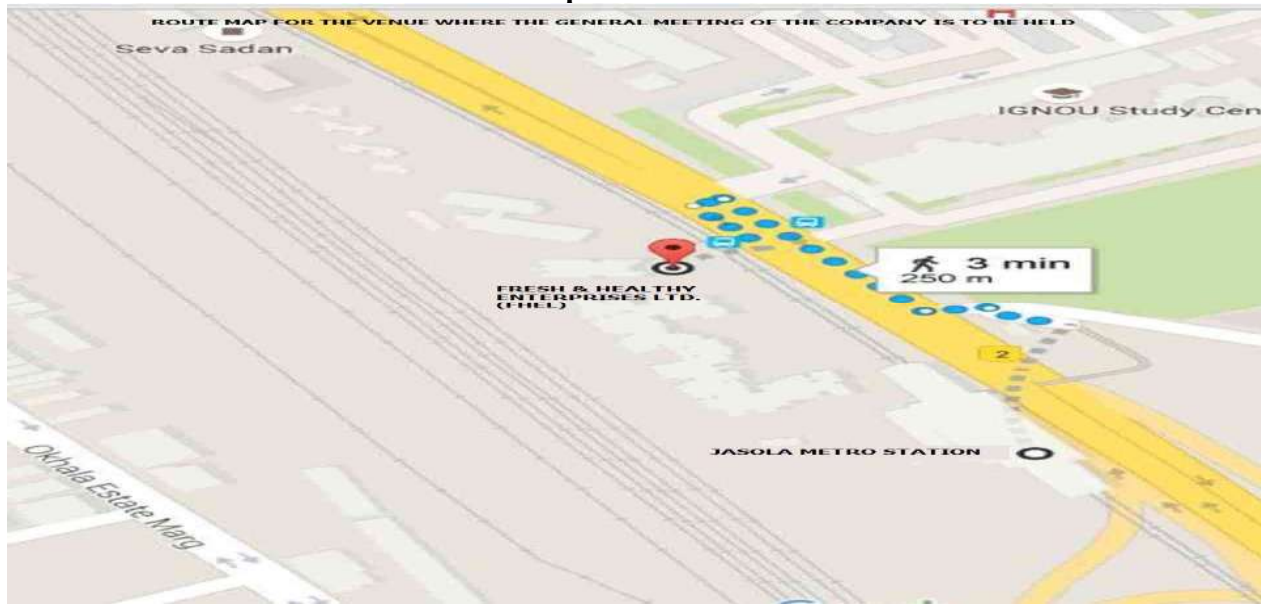 ROUTE MAP FOR THE VENUE WHERE THE GENERAL MEETING OF THE COMPANY IS TO BE HELD
Seva Sadan
IGNOU Study Cen
3 min
250 m
FRESH & HEALTHY
ENTERPRISES LTD.
(FHEL)
2
JASOLA METRO STATION
Okhala Estate Marg